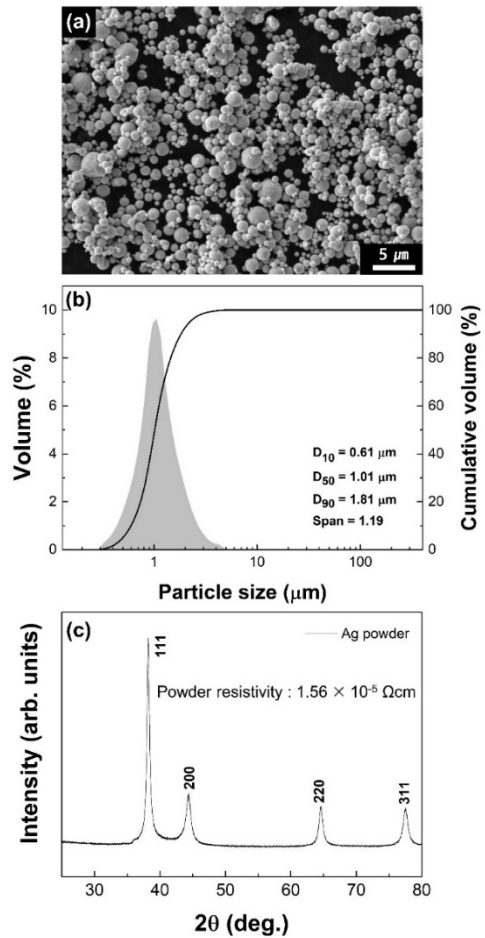 (a)
5 μm
(b)
Volume (%)
10
8
6
4
2
0
Cumulative volume (%)
100
80
60
40
20
0
D10 = 0.61 μm
D50 = 1.01 μm
D90 = 1.81 μm
Span = 1.19
1 10 100
Particle size (μm)
(c)
Ag powder
Powder resistivity : 1.56 × 10-5 Ωcm
111
200
220
311
Intensity (arb. units)
30 40 50 60 70 80
2θ (deg.)